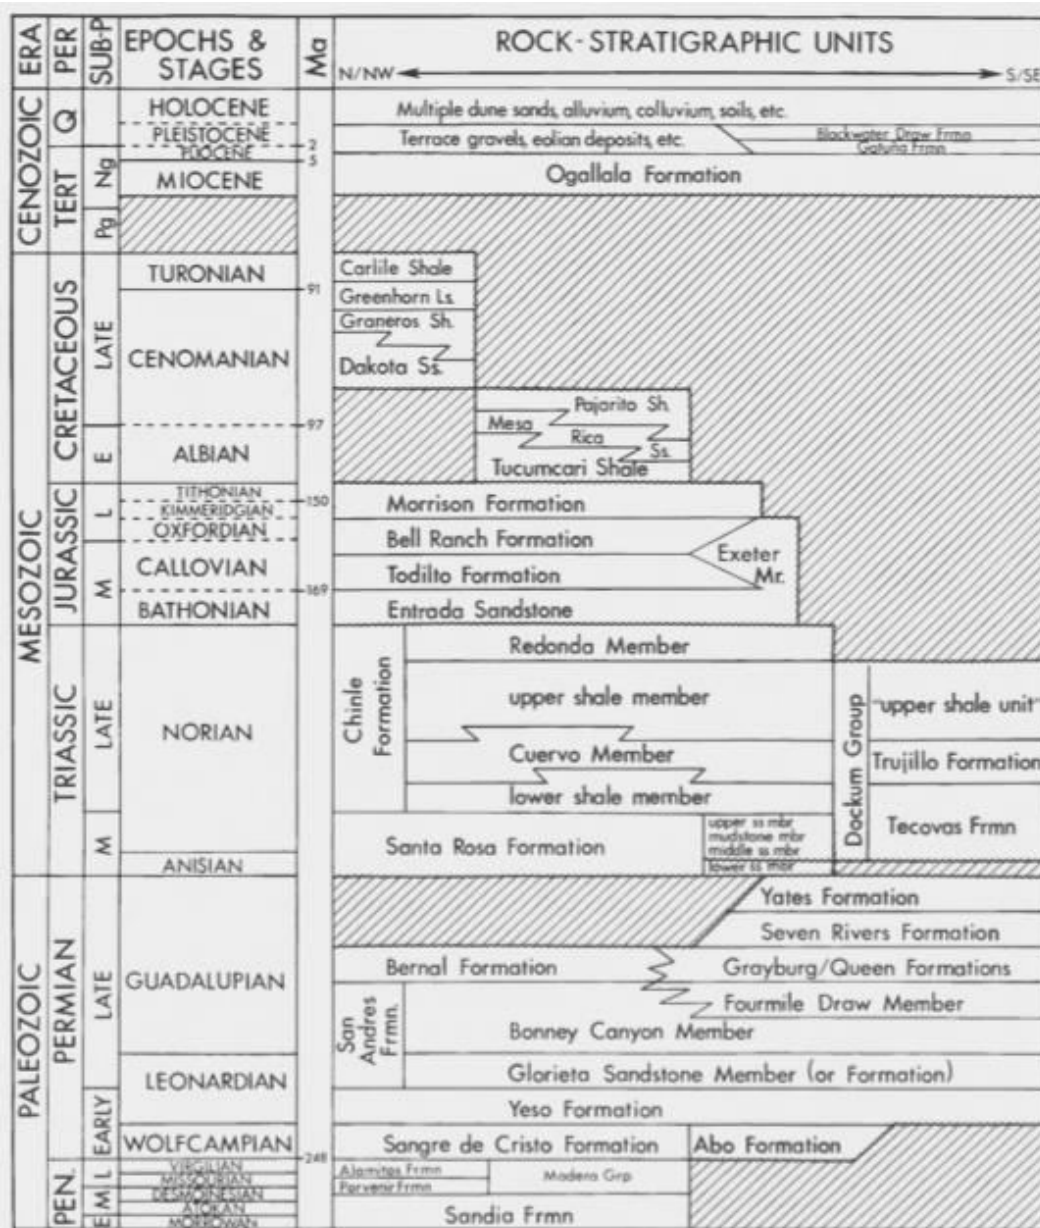 ERA PER SUB-P EPOCHS & STAGES Ma ROCK-STRATIGRAPHIC UNITS
N/NW S/SE
CENOZOIC
Q
TERT
Ng
Pg
HOLOCENE
PLEISTOCENE
PLIOCENE
MIOCENE
2
5
Multiple dune sands, alluvium, colluvium, soils, etc.
Terrace gravels, eolian deposits, etc.
Blackwater Draw Frmn
Gatuña Frmn
Ogallala Formation
MESOZOIC
CRETACEOUS
LATE
E
TURONIAN
CENOMANIAN
ALBIAN
91
97
Carlile Shale
Greenhorn Ls.
Graneros Sh.
Dakota Ss.
Pajarito Sh.
Mesa Rica Ss.
Tucumcari Shale
JURASSIC
L
M
TITHONIAN
KIMMERIDGIAN
OXFORDIAN
CALLOVIAN
BATHONIAN
150
169
Morrison Formation
Bell Ranch Formation
Todilto Formation
Exeter Mr.
Entrada Sandstone
TRIASSIC
LATE
M
NORIAN
ANISIAN
Chinle Formation
Redonda Member
upper shale member
Cuervo Member
lower shale member
Santa Rosa Formation
upper ss mbr
mudstone mbr
middle ss mbr
lower ss mbr
Dockum Group
"upper shale unit"
Trujillo Formation
Tecovas Frmn
PALEOZOIC
PERMIAN
LATE
EARLY
GUADALUPIAN
LEONARDIAN
WOLFCAMPIAN
248
Yates Formation
Seven Rivers Formation
Bernal Formation
Grayburg/Queen Formations
San Andres Frmn.
Fourmile Draw Member
Bonney Canyon Member
Glorieta Sandstone Member (or Formation)
Yeso Formation
Sangre de Cristo Formation
Abo Formation
PEN.
L
M
E
VIRGILIAN
MISSOURIAN
DESMOINESIAN
ATOKAN
MORROWAN
Alamitos Frmn
Porvenir Frmn
Madera Grp
Sandia Frmn